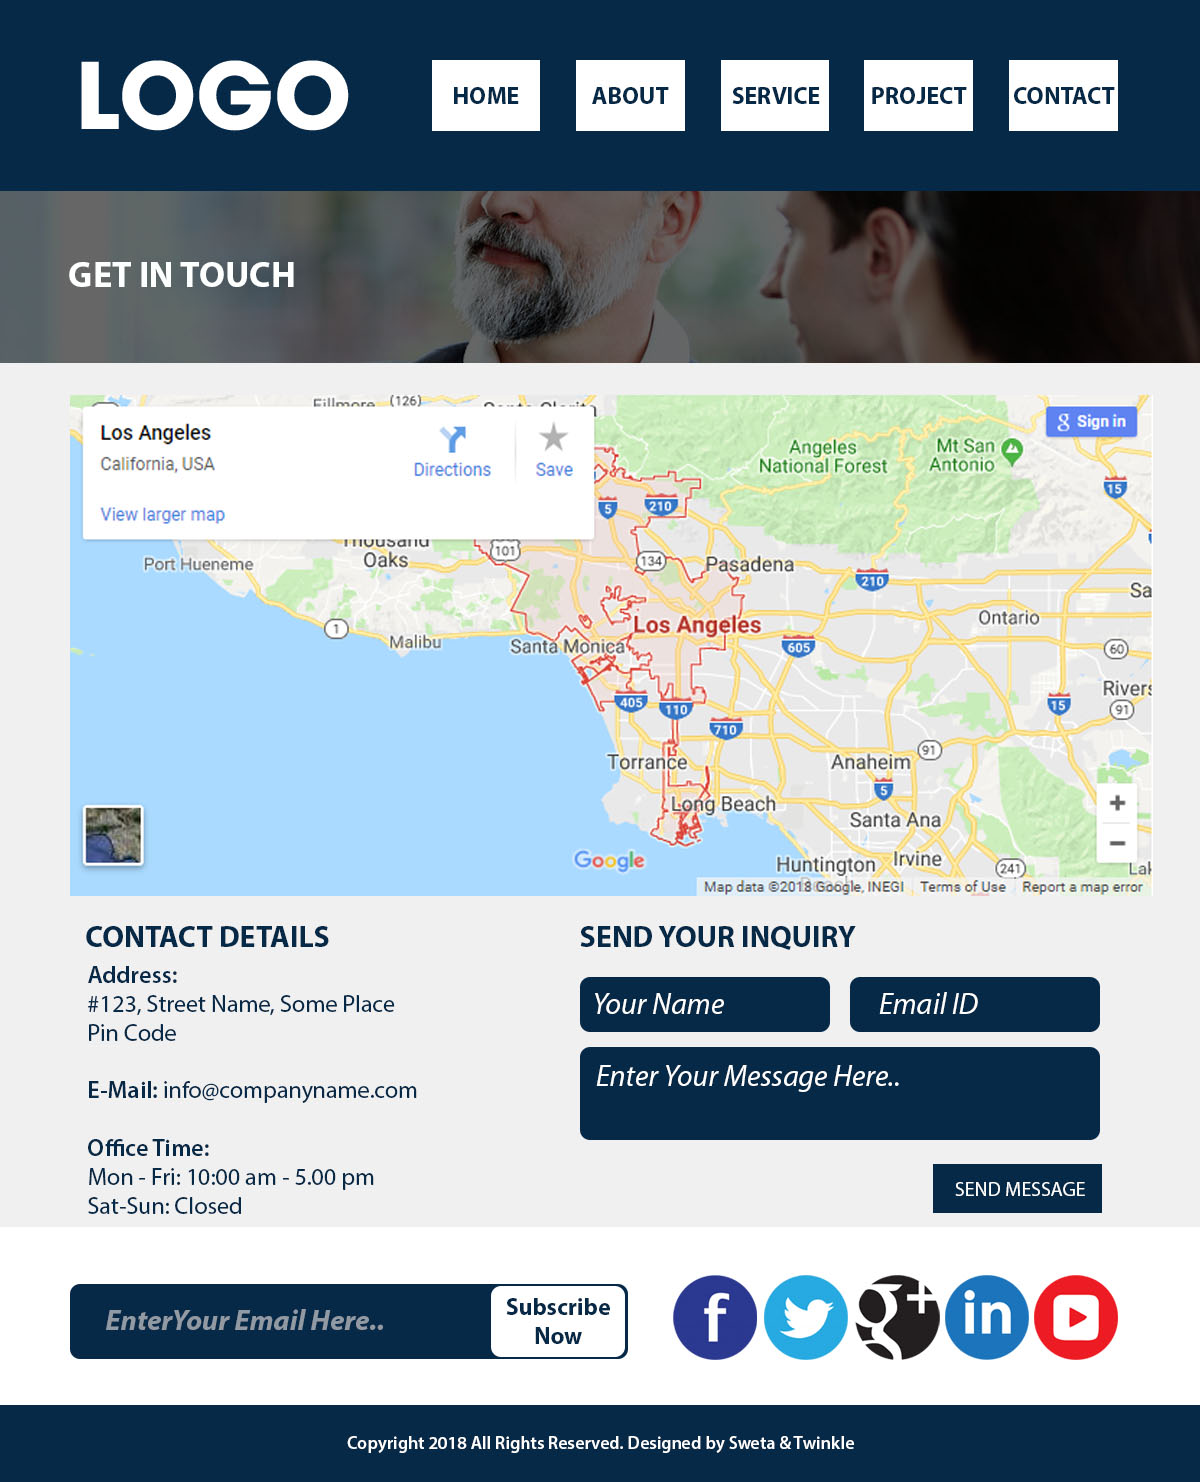 LOGO
HOME
ABOUT
SERVICE
PROJECT
CONTACT
GET IN TOUCH
Los Angeles
California, USA
View larger map
Directions
Save
Sign in
Fillmore
126
Santa Clarita
Angeles
National Forest
Mt San
Antonio
15
5
210
Thousand
Oaks
101
134
Pasadena
Port Hueneme
210
Sa
1
Malibu
Santa Monica
Los Angeles
605
Ontario
60
Rivers
91
405
110
710
15
Torrance
Anaheim
91
5
Long Beach
Santa Ana
Google
Huntington
Irvine
241
Lak
+
−
Map data ©2018 Google, INEGI
Terms of Use
Report a map error
CONTACT DETAILS
Address:
#123, Street Name, Some Place
Pin Code
E-Mail: info@companyname.com
Office Time:
Mon - Fri: 10:00 am - 5.00 pm
Sat-Sun: Closed
SEND YOUR INQUIRY
Your Name
Email ID
Enter Your Message Here..
SEND MESSAGE
EnterYour Email Here..
Subscribe
Now
f
g+
in
Copyright 2018 All Rights Reserved. Designed by Sweta & Twinkle